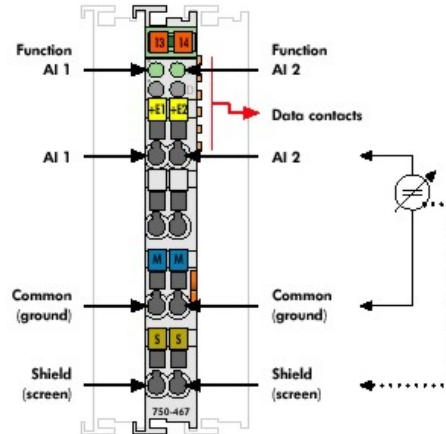 13 14
Function
AI 1
Function
AI 2
+E1 +E2
Data contacts
AI 1
AI 2
M M
Common
(ground)
Common
(ground)
S S
Shield
(screen)
Shield
(screen)
750-467